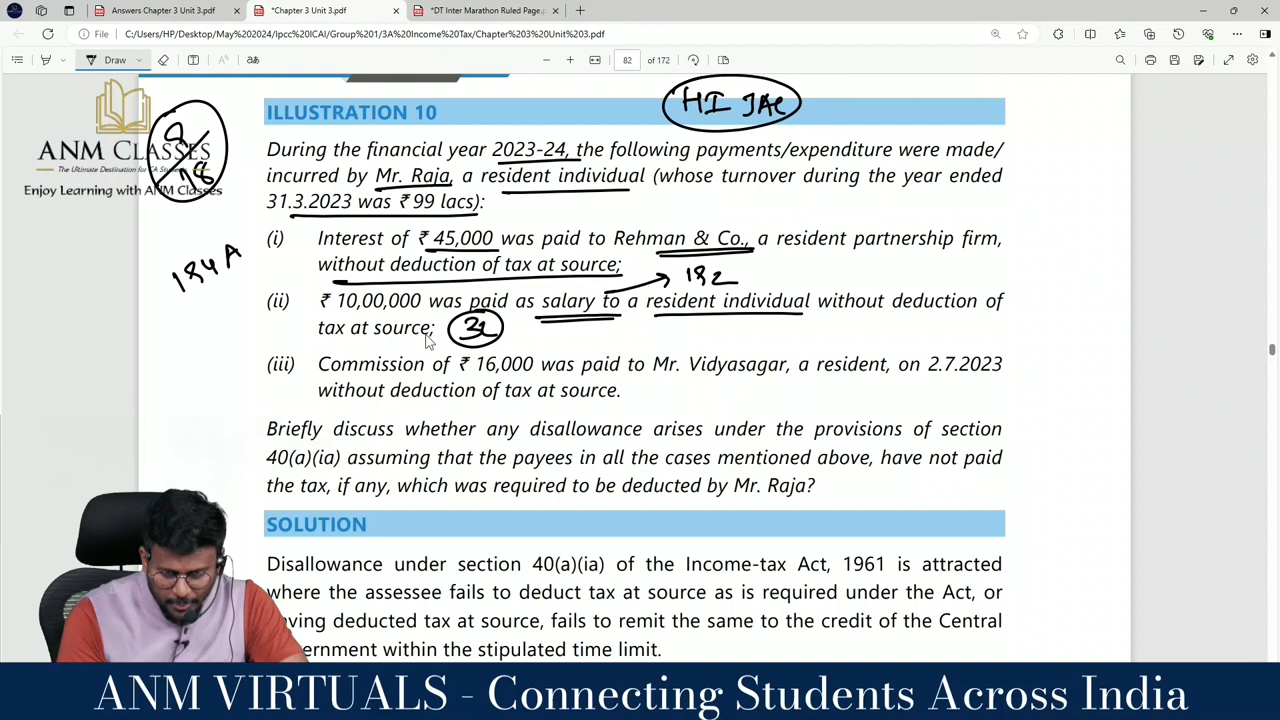 Answers Chapter 3 Unit 3.pdf
*Chapter 3 Unit 3.pdf
*DT Inter Marathon Ruled Page.p
File
C:/Users/HP/Desktop/May%202024/Ipcc%20ICAI/Group%201/3A%20Income%20Tax/Chapter%203%20Unit%203.pdf
Draw
82 of 172
ILLUSTRATION 10
HI JAC
ANM CLASSES
The Ultimate Destination for CA Studies
Enjoy Learning with ANM Classes
During the financial year 2023-24, the following payments/expenditure were made/
incurred by Mr. Raja, a resident individual (whose turnover during the year ended
31.3.2023 was ₹ 99 lacs):
(i) Interest of ₹ 45,000 was paid to Rehman & Co., a resident partnership firm,
without deduction of tax at source;
194A
192
(ii) ₹ 10,00,000 was paid as salary to a resident individual without deduction of
tax at source;
(iii) Commission of ₹ 16,000 was paid to Mr. Vidyasagar, a resident, on 2.7.2023
without deduction of tax at source.
Briefly discuss whether any disallowance arises under the provisions of section
40(a)(ia) assuming that the payees in all the cases mentioned above, have not paid
the tax, if any, which was required to be deducted by Mr. Raja?
SOLUTION
Disallowance under section 40(a)(ia) of the Income-tax Act, 1961 is attracted
where the assessee fails to deduct tax at source as is required under the Act, or
ving deducted tax at source, fails to remit the same to the credit of the Central
ernment within the stipulated time limit.
ANM VIRTUALS - Connecting Students Across India